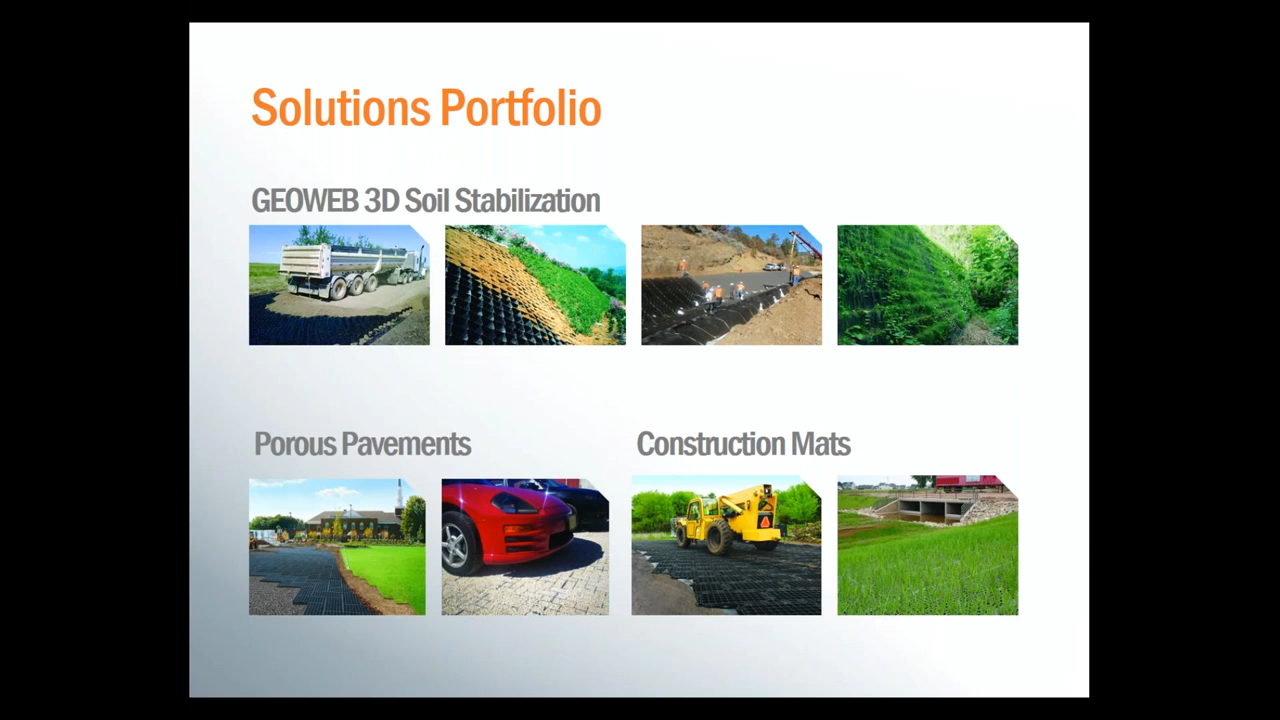 Solutions Portfolio
GEOWEB 3D Soil Stabilization
Porous Pavements
Construction Mats